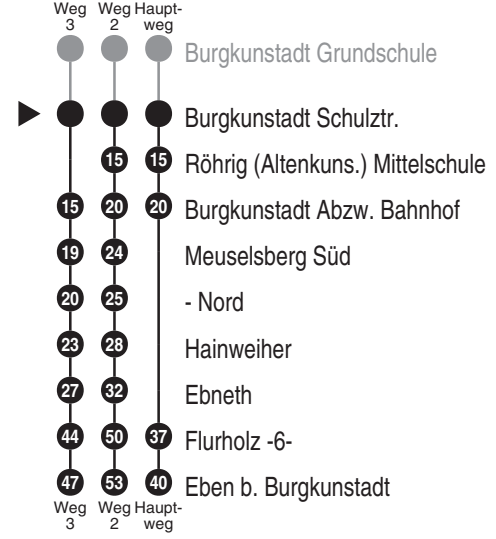 Weg Weg Haupt-
3 2 weg
Burgkunstadt Grundschule
Burgkunstadt Schulztr.
15 15 Röhrig (Altenkuns.) Mittelschule
15 20 20 Burgkunstadt Abzw. Bahnhof
19 24 Meuselsberg Süd
20 25 - Nord
23 28 Hainweiher
27 32 Ebneth
44 50 37 Flurholz -6-
47 53 40 Eben b. Burgkunstadt
Weg Weg Haupt-
3 2 weg